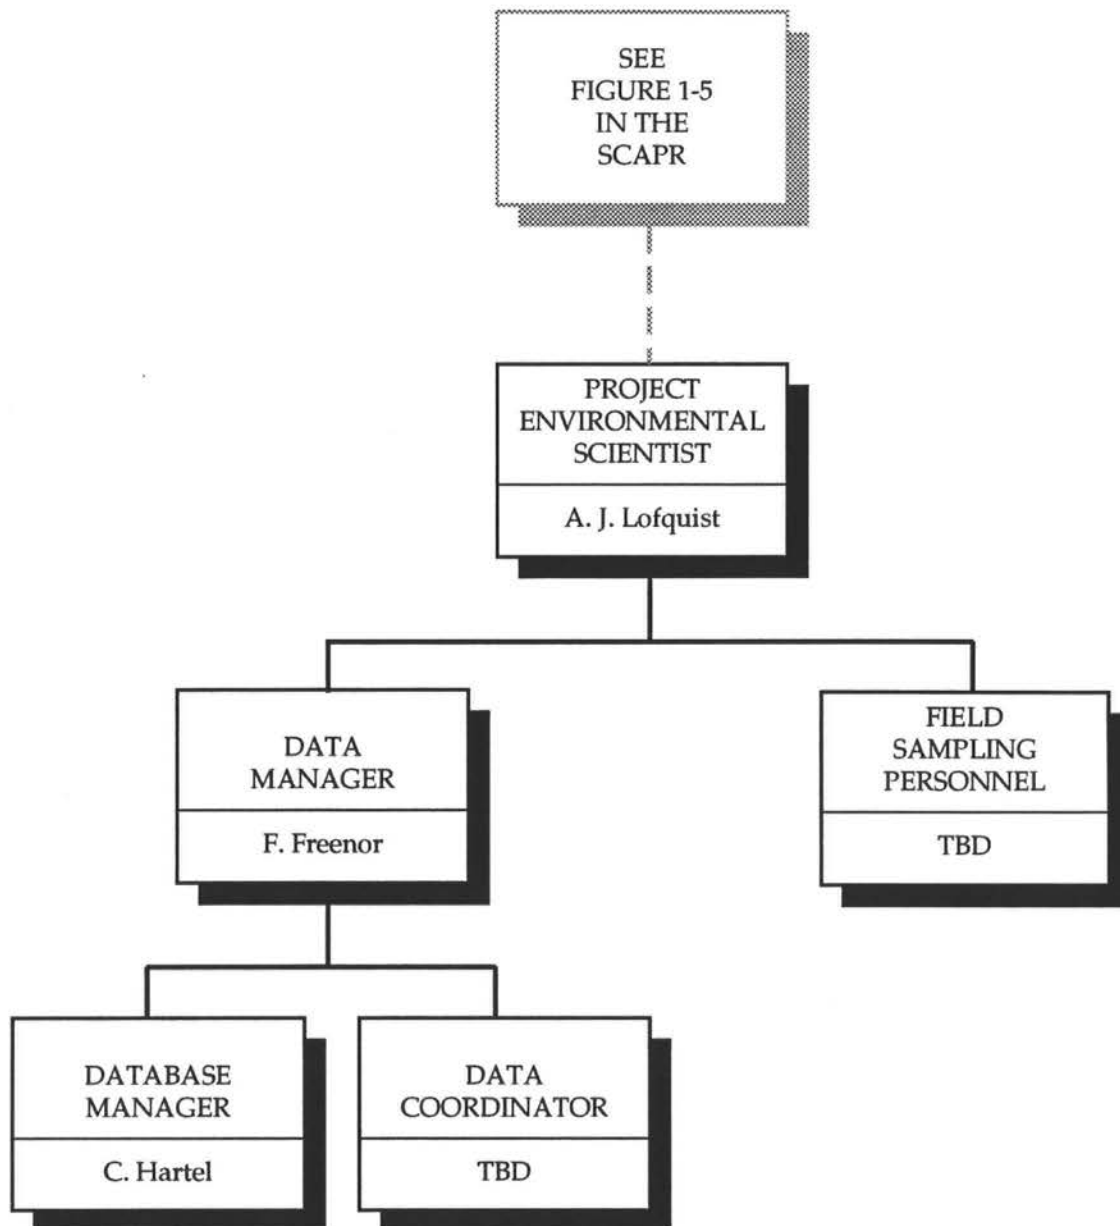 SEE
FIGURE 1-5
IN THE
SCAPR
PROJECT
ENVIRONMENTAL
SCIENTIST
A. J. Lofquist
DATA
MANAGER
F. Freenor
FIELD
SAMPLING
PERSONNEL
TBD
DATABASE
MANAGER
C. Hartel
DATA
COORDINATOR
TBD